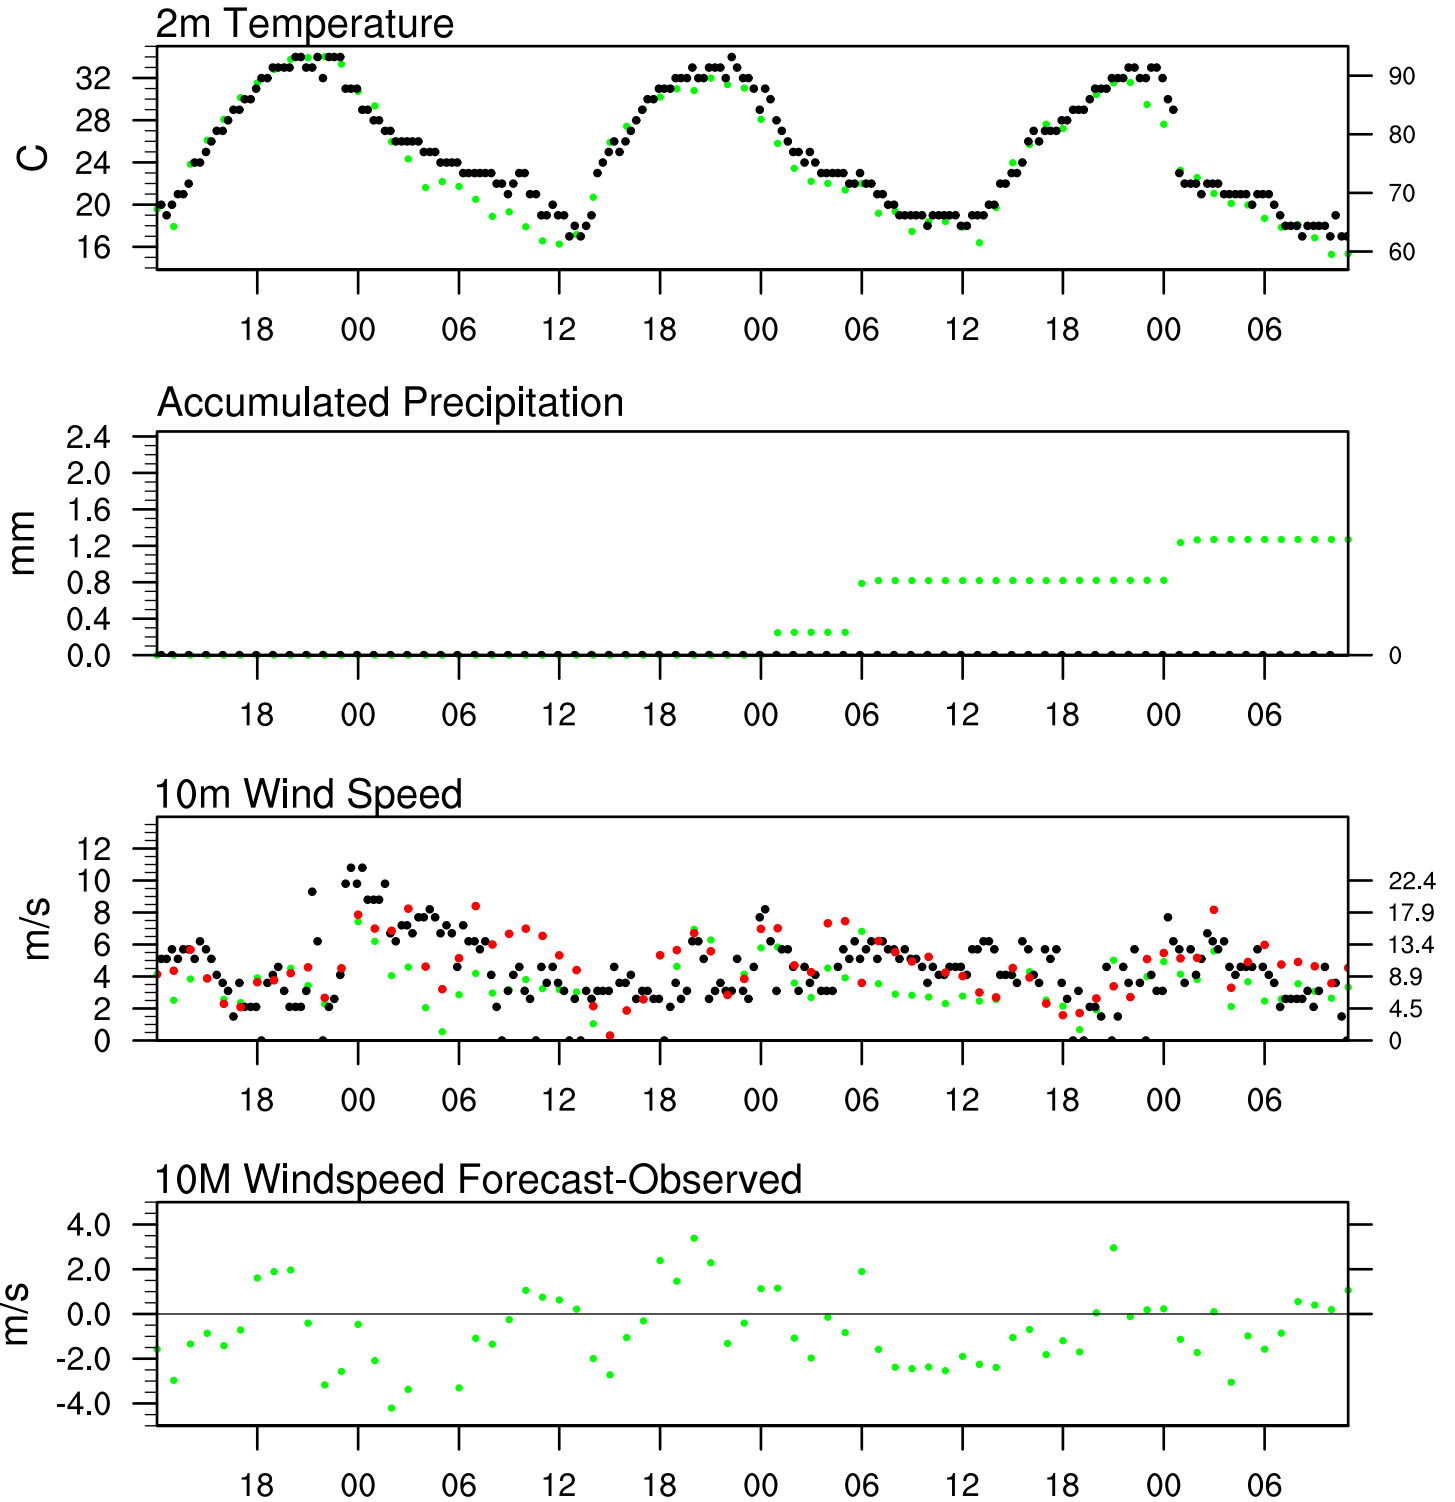 2m Temperature
32
28
24
20
16
C
90
80
70
60
18 00 06 12 18 00 06 12 18 00 06
Accumulated Precipitation
2.4
2.0
1.6
1.2
0.8
0.4
0.0
mm
0
18 00 06 12 18 00 06 12 18 00 06
10m Wind Speed
12
10
8
6
4
2
0
m/s
22.4
17.9
13.4
8.9
4.5
0
18 00 06 12 18 00 06 12 18 00 06
10M Windspeed Forecast-Observed
4.0
2.0
0.0
-2.0
-4.0
m/s
18 00 06 12 18 00 06 12 18 00 06